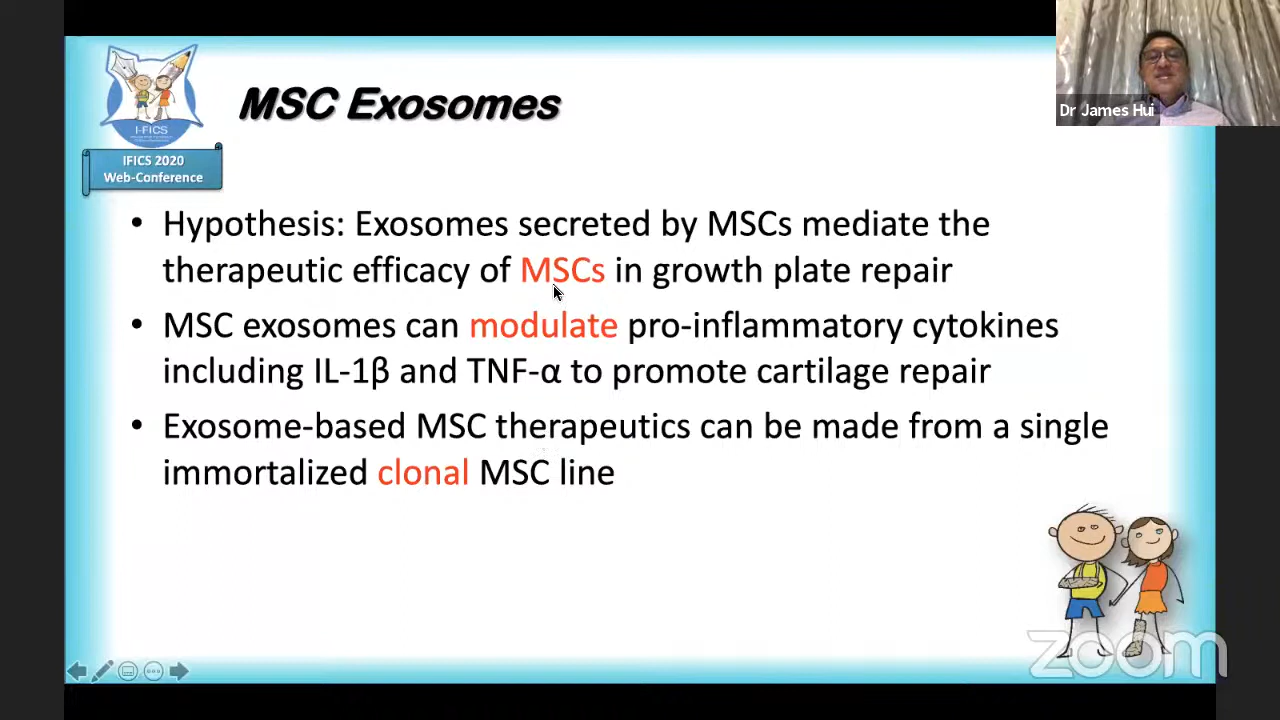 MSC Exosomes
Dr James Hui
I-FICS
IFICS 2020
Web-Conference
• Hypothesis: Exosomes secreted by MSCs mediate the
therapeutic efficacy of MSCs in growth plate repair
• MSC exosomes can modulate pro-inflammatory cytokines
including IL-1β and TNF-α to promote cartilage repair
• Exosome-based MSC therapeutics can be made from a single
immortalized clonal MSC line
zoom